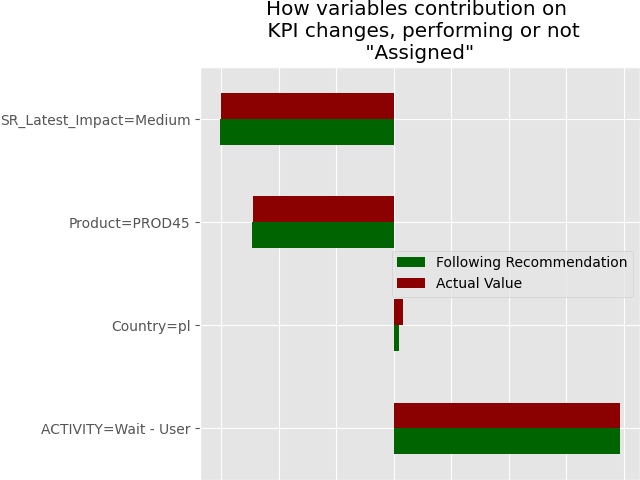 How variables contribution on
KPI changes, performing or not
"Assigned"
SR_Latest_Impact=Medium
Product=PROD45
Following Recommendation
Actual Value
Country=pl
ACTIVITY=Wait - User